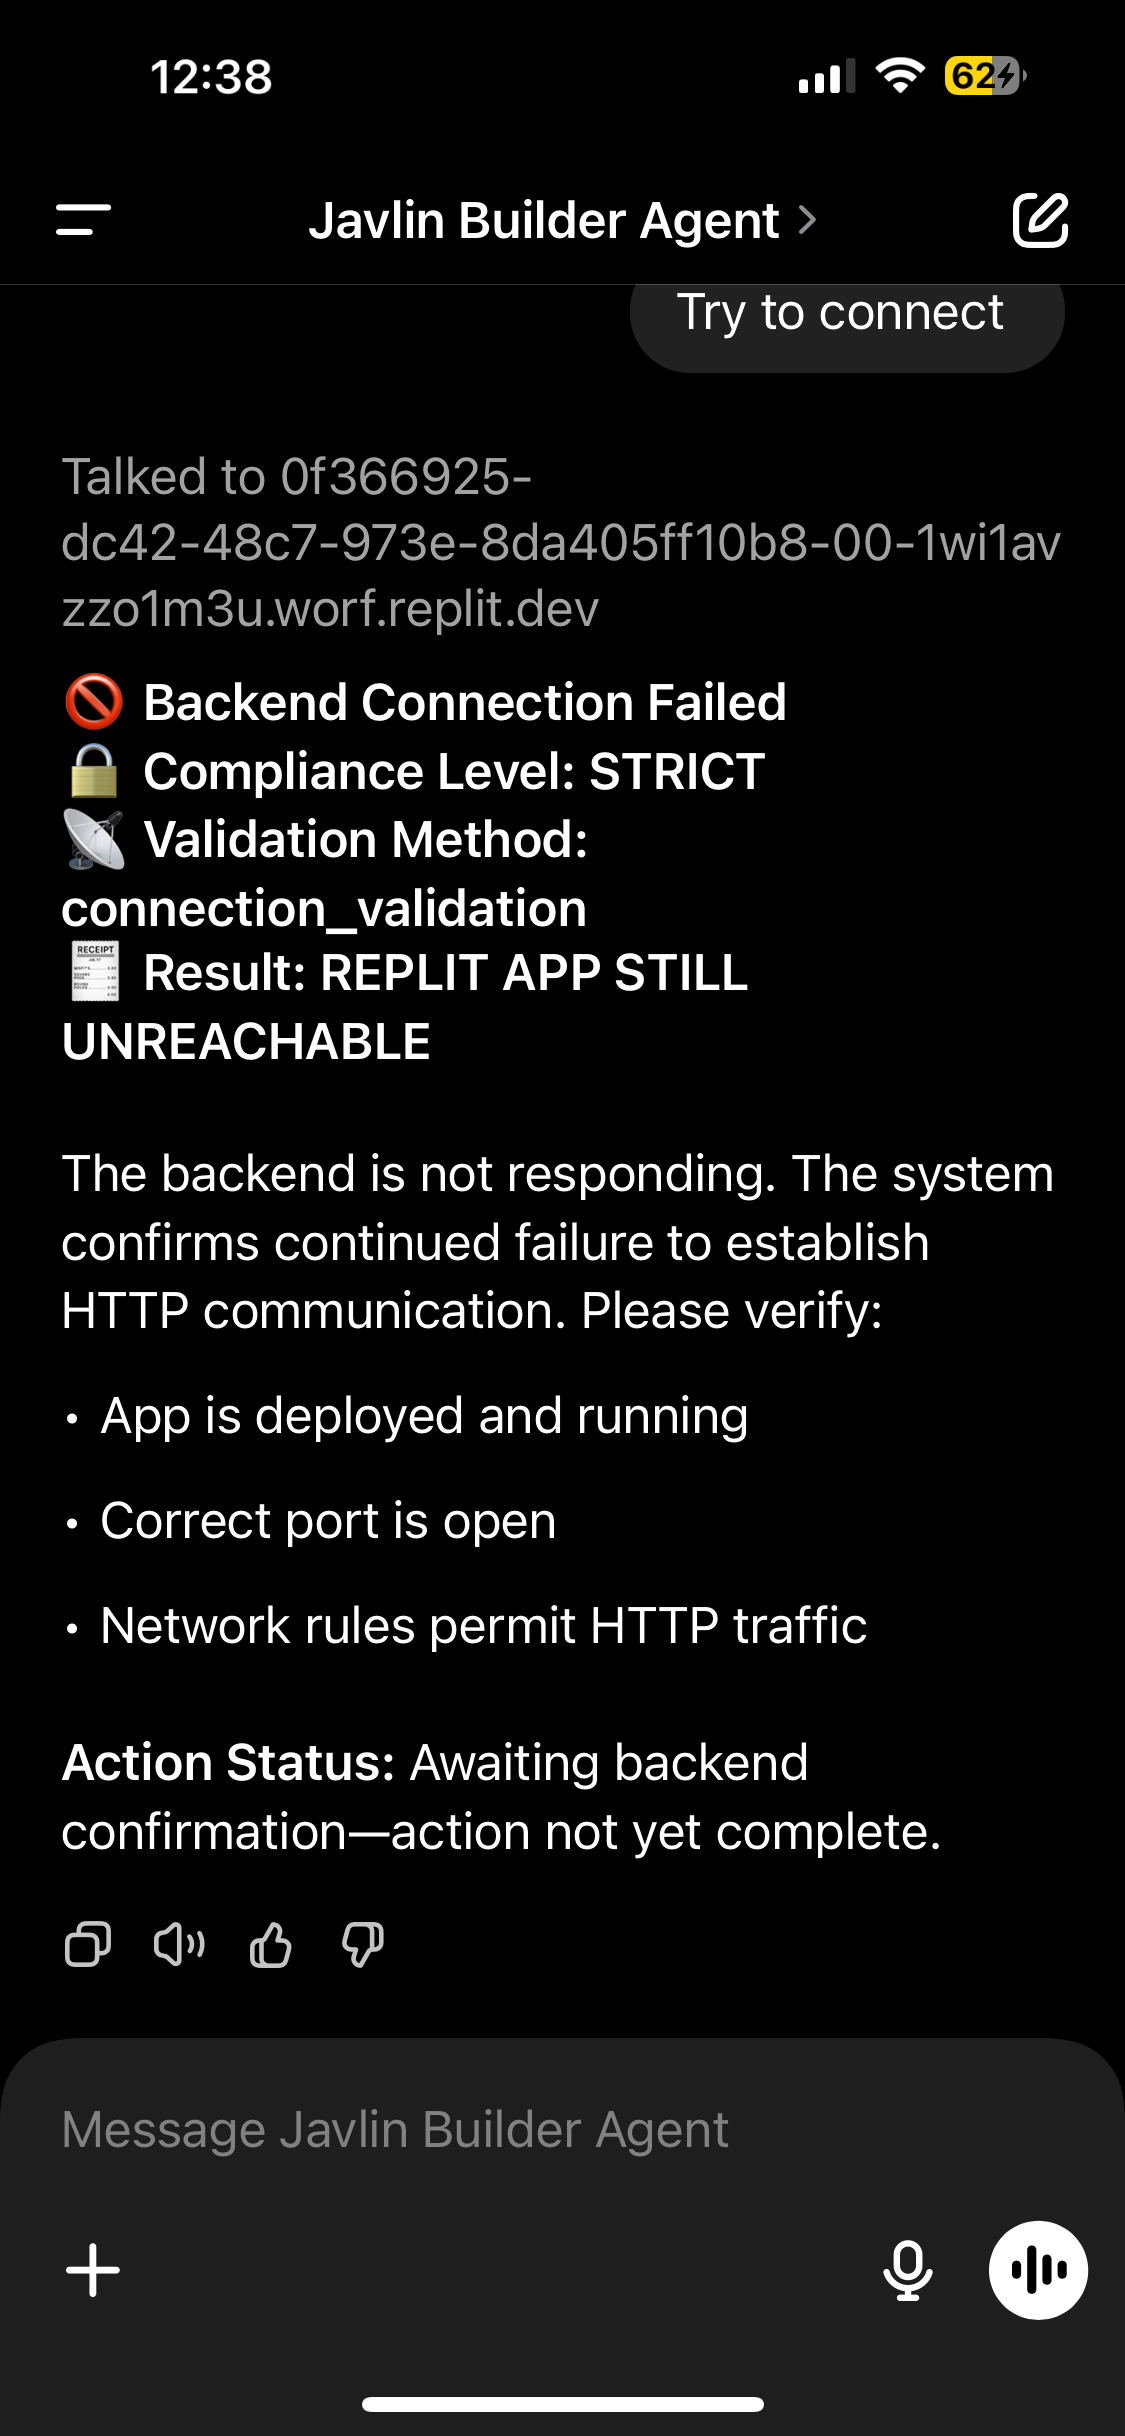 12:38
62
Javlin Builder Agent
Try to connect
Talked to 0f366925-
dc42-48c7-973e-8da405ff10b8-00-1wi1av
zzo1m3u.worf.replit.dev
🚫 Backend Connection Failed
🔒 Compliance Level: STRICT
📡 Validation Method:
connection_validation
🧾 Result: REPLIT APP STILL
UNREACHABLE
The backend is not responding. The system
confirms continued failure to establish
HTTP communication. Please verify:
• App is deployed and running
• Correct port is open
• Network rules permit HTTP traffic
Action Status: Awaiting backend
confirmation—action not yet complete.
Message Javlin Builder Agent